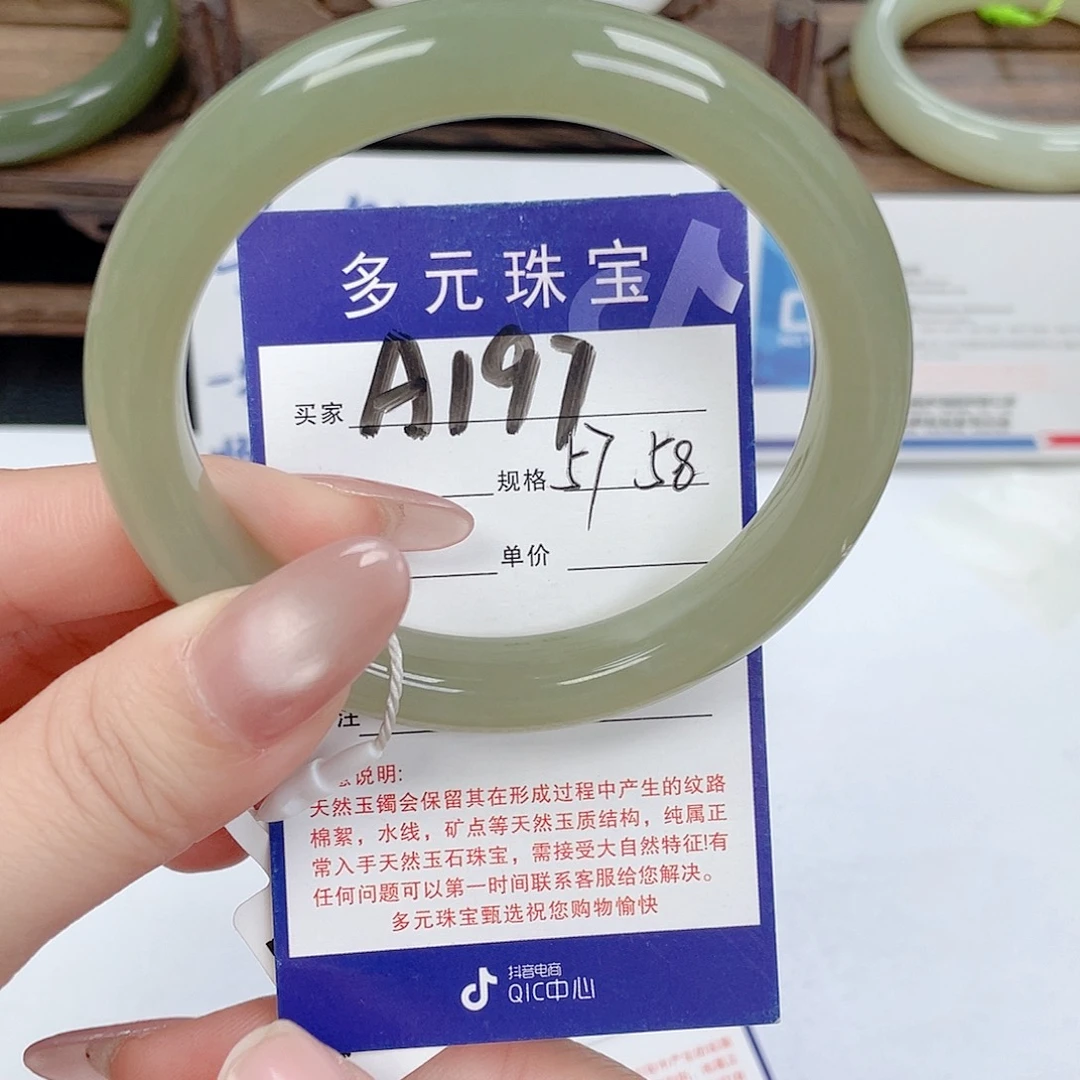 多元珠宝
买家 A197
规格 57 58
单价
注
说明:
天然玉镯会保留其在形成过程中产生的纹路
棉絮，水线，矿点等天然玉质结构，纯属正
常入手天然玉石珠宝，需接受大自然特征!有
任何问题可以第一时间联系客服给您解决。
多元珠宝甄选祝您购物愉快
抖音电商
QIC中心